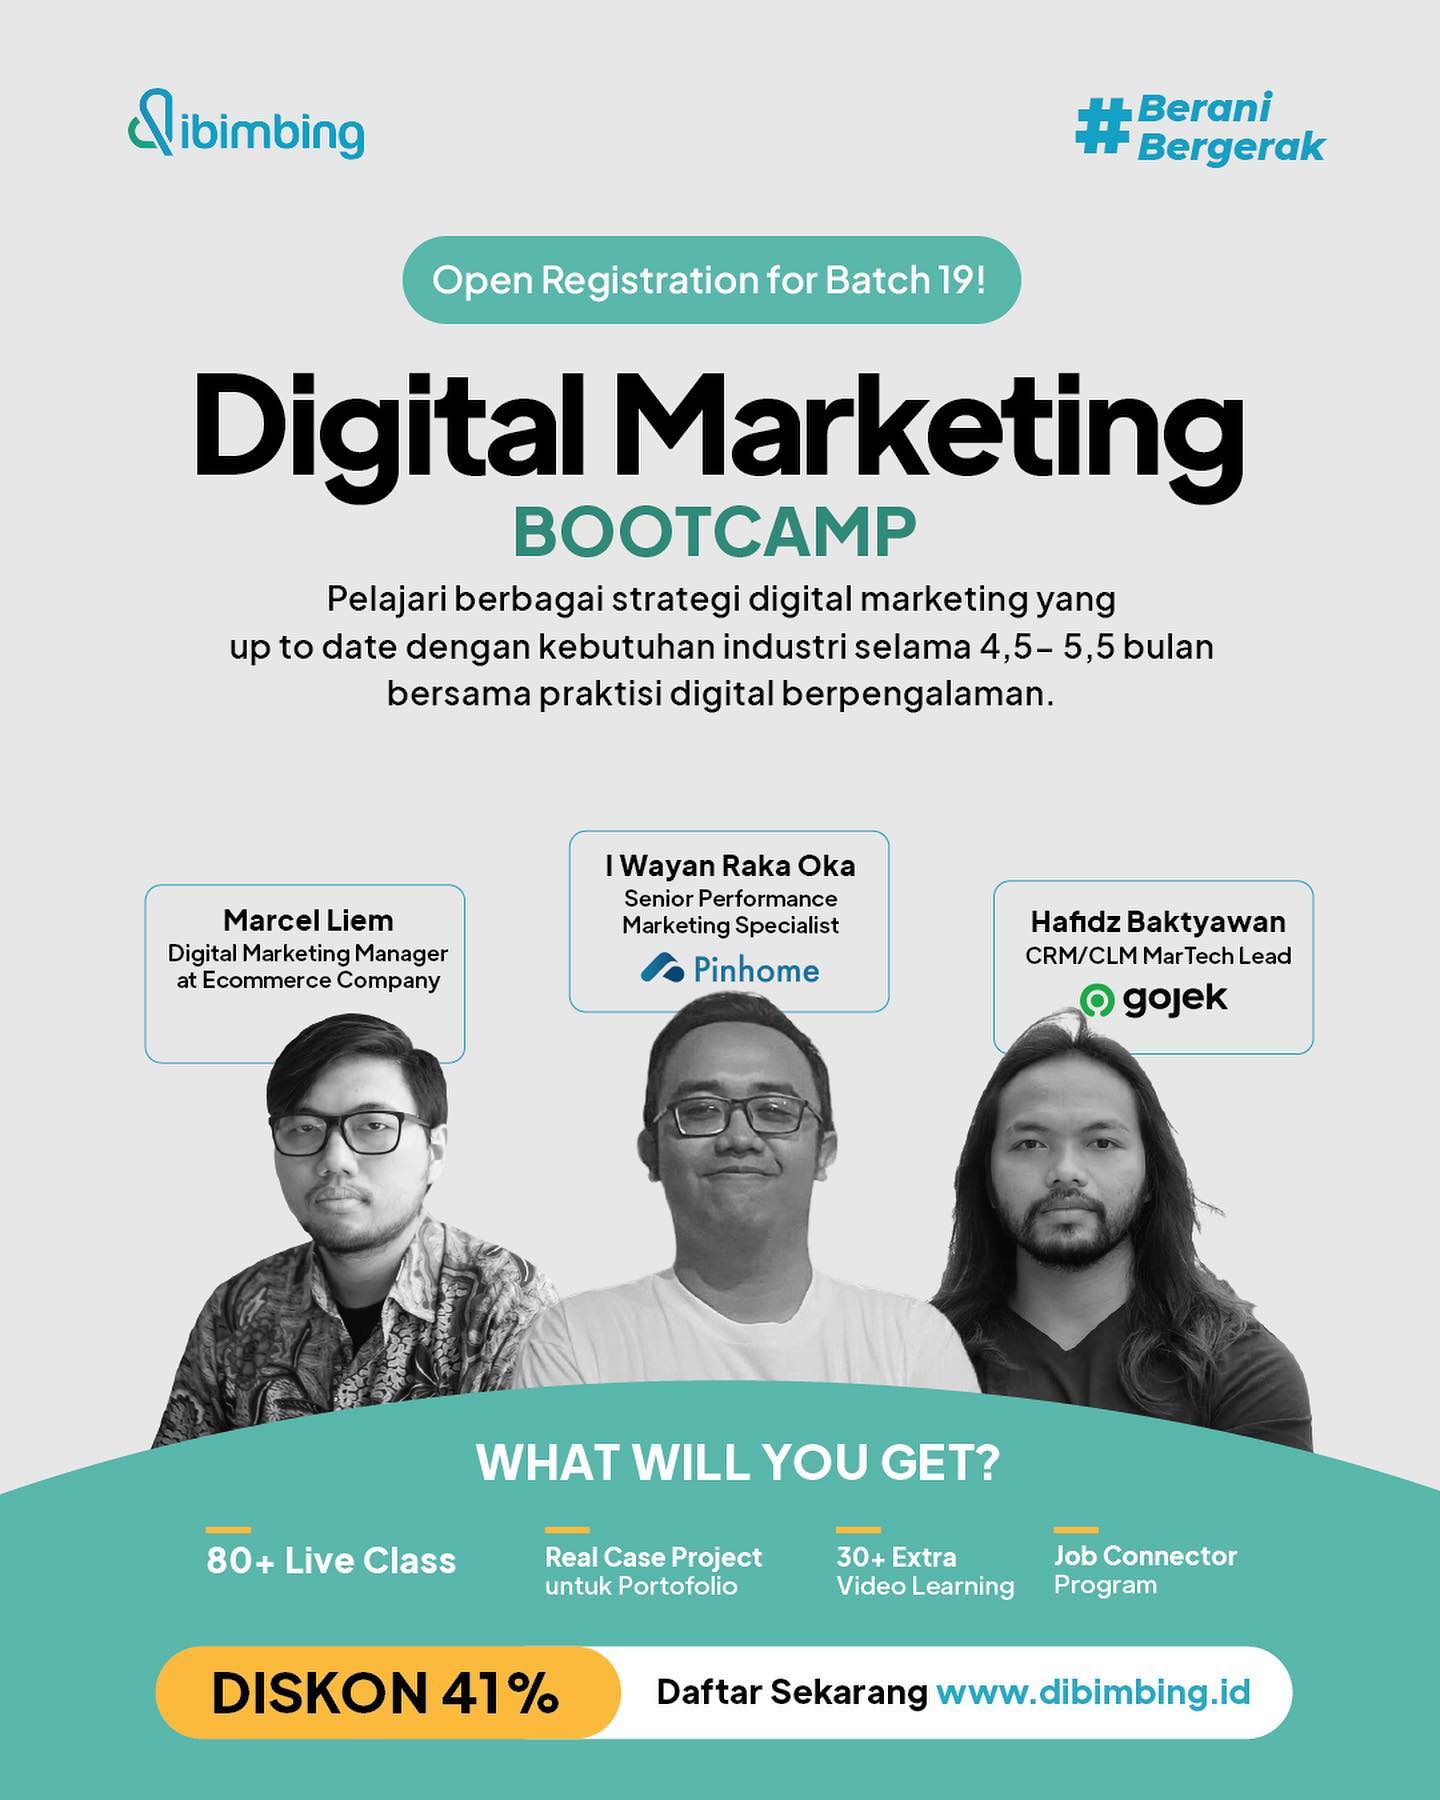 dibimbing
#Berani
Bergerak
Open Registration for Batch 19!
Digital Marketing
BOOTCAMP
Pelajari berbagai strategi digital marketing yang
up to date dengan kebutuhan industri selama 4,5– 5,5 bulan
bersama praktisi digital berpengalaman.
Marcel Liem
Digital Marketing Manager
at Ecommerce Company
I Wayan Raka Oka
Senior Performance
Marketing Specialist
Pinhome
Hafidz Baktyawan
CRM/CLM MarTech Lead
gojek
WHAT WILL YOU GET?
80+ Live Class
Real Case Project
untuk Portofolio
30+ Extra
Video Learning
Job Connector
Program
DISKON 41%
Daftar Sekarang www.dibimbing.id